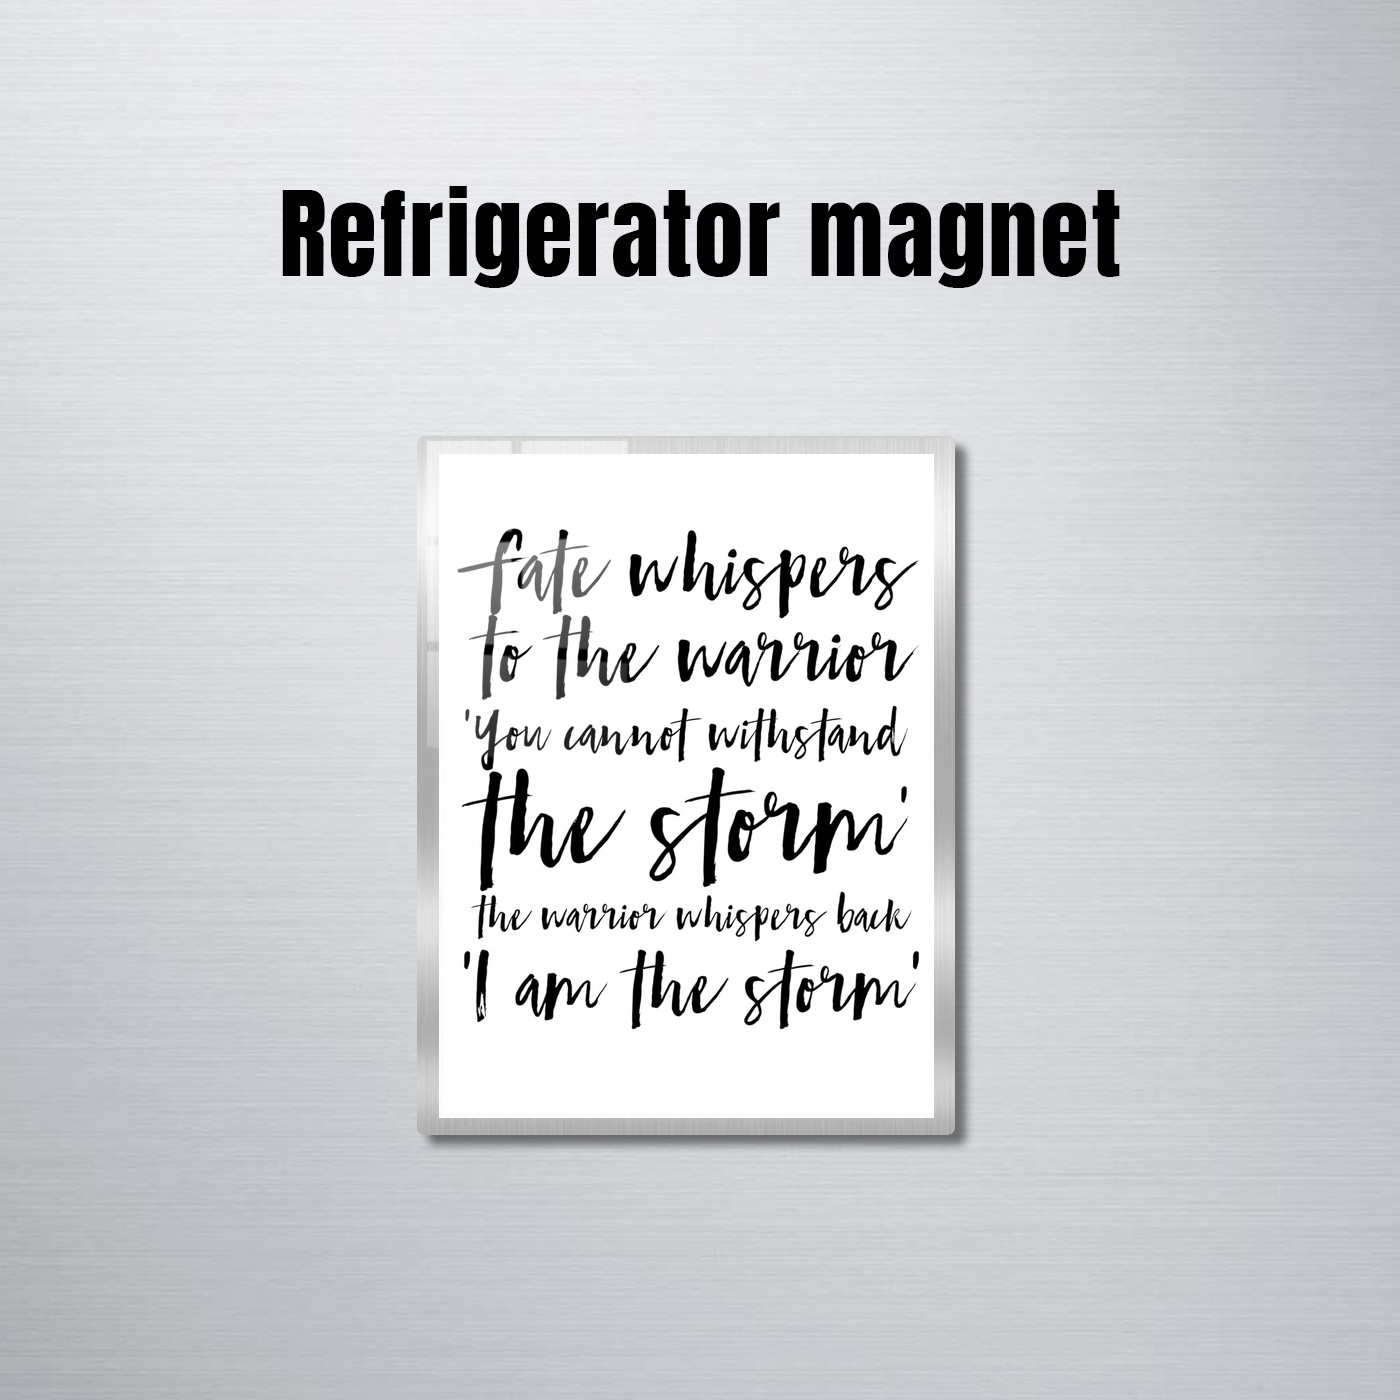 Refrigerator magnet
fate whispers
to the warrior
'You cannot withstand
the storm'
the warrior whispers back
'I am the storm'